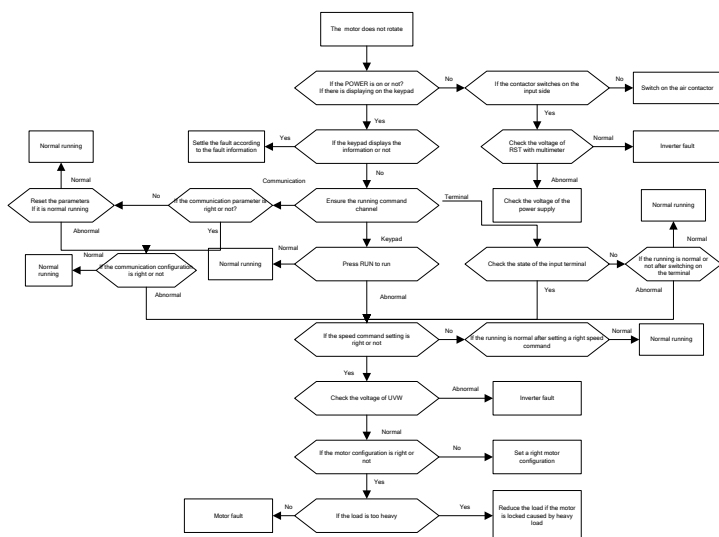 The motor does not rotate
If the POWER is on or not?
If there is displaying on the keypad
No
If the contactor switches on the
input side
No
Switch on the air contactor
Yes
Yes
Settle the fault according
to the fault information
Yes
If the keypad displays the
information or not
Check the voltage of
RST with multimeter
Normal
Inverter fault
Normal running
Normal
Communication
No
Abnormal
Reset the parameters
If it is normal running
No
If the communication parameter is
right or not?
Ensure the running command
channel
Terminal
Check the voltage of the
power supply
Normal running
Abnormal
Yes
Keypad
Normal
Normal
running
Normal
If the communication configuration
is right or not
Normal running
Normal
Press RUN to run
Check the state of the input terminal
No
If the running is normal or
not after switching on
the terminal
Abnormal
Abnormal
Yes
Abnormal
If the speed command setting is
right or not
No
If the running is normal after setting a right speed
command
Normal
Normal running
Yes
Check the voltage of UVW
Abnormal
Inverter fault
Normal
If the motor configuration is right or
not
No
Set a right motor
configuration
Yes
Motor fault
No
If the load is too heavy
Yes
Reduce the load if the motor
is locked caused by heavy
load